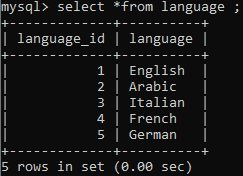 mysql> select *from language ;
+-------------+----------+
| language_id | language |
+-------------+----------+
|           1 | English  |
|           2 | Arabic   |
|           3 | Italian  |
|           4 | French   |
|           5 | German   |
+-------------+----------+
5 rows in set (0.00 sec)